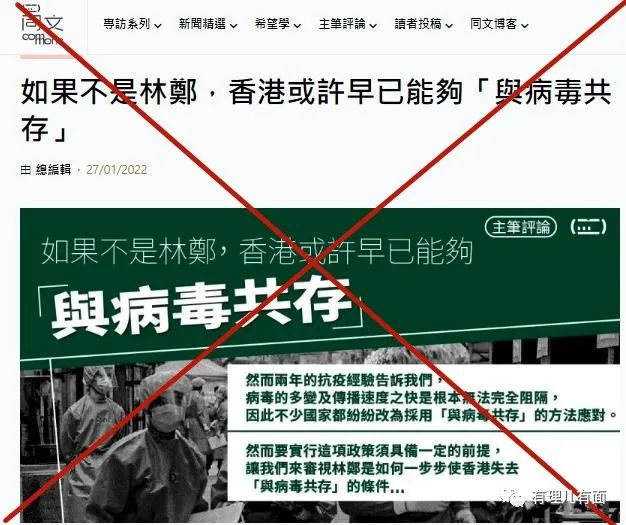 同文
common
專訪系列 新聞精選 希望學 主筆評論 讀者投稿 同文博客
如果不是林鄭，香港或許早已能夠「與病毒共
存」
由 總編輯 · 27/01/2022
主筆評論
如果不是林鄭，香港或許早已能夠
「與病毒共存」
然而兩年的抗疫經驗告訴我們，
病毒的多變及傳播速度之快是根本無法完全阻隔，
因此不少國家都紛紛改為採用「與病毒共存」的方法應對。
然而要實行這項政策須具備一定的前提，
讓我們來審視林鄭是如何一步步使香港失去
「與病毒共存」的條件...
有理儿有面